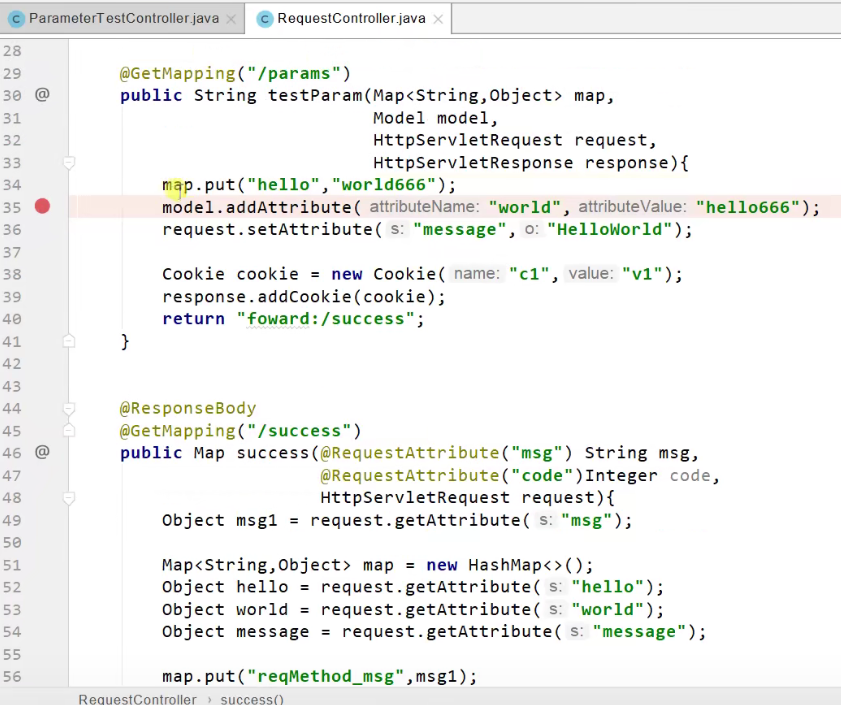 ParameterTestController.java RequestController.java
28
29 @GetMapping("/params")
30 @ public String testParam(Map<String,Object> map,
31 Model model,
32 HttpServletRequest request,
33 HttpServletResponse response){
34 map.put("hello","world666");
35 model.addAttribute( attributeName: "world", attributeValue: "hello666");
36 request.setAttribute( s: "message", o: "HelloWorld");
37
38 Cookie cookie = new Cookie( name: "c1", value: "v1");
39 response.addCookie(cookie);
40 return "foward:/success";
41 }
42
43
44 @ResponseBody
45 @GetMapping("/success")
46 @ public Map success(@RequestAttribute("msg") String msg,
47 @RequestAttribute("code")Integer code,
48 HttpServletRequest request){
49 Object msg1 = request.getAttribute( s: "msg");
50
51 Map<String,Object> map = new HashMap<>();
52 Object hello = request.getAttribute( s: "hello");
53 Object world = request.getAttribute( s: "world");
54 Object message = request.getAttribute( s: "message");
55
56 map.put("reqMethod_msg",msg1);
RequestController › success()